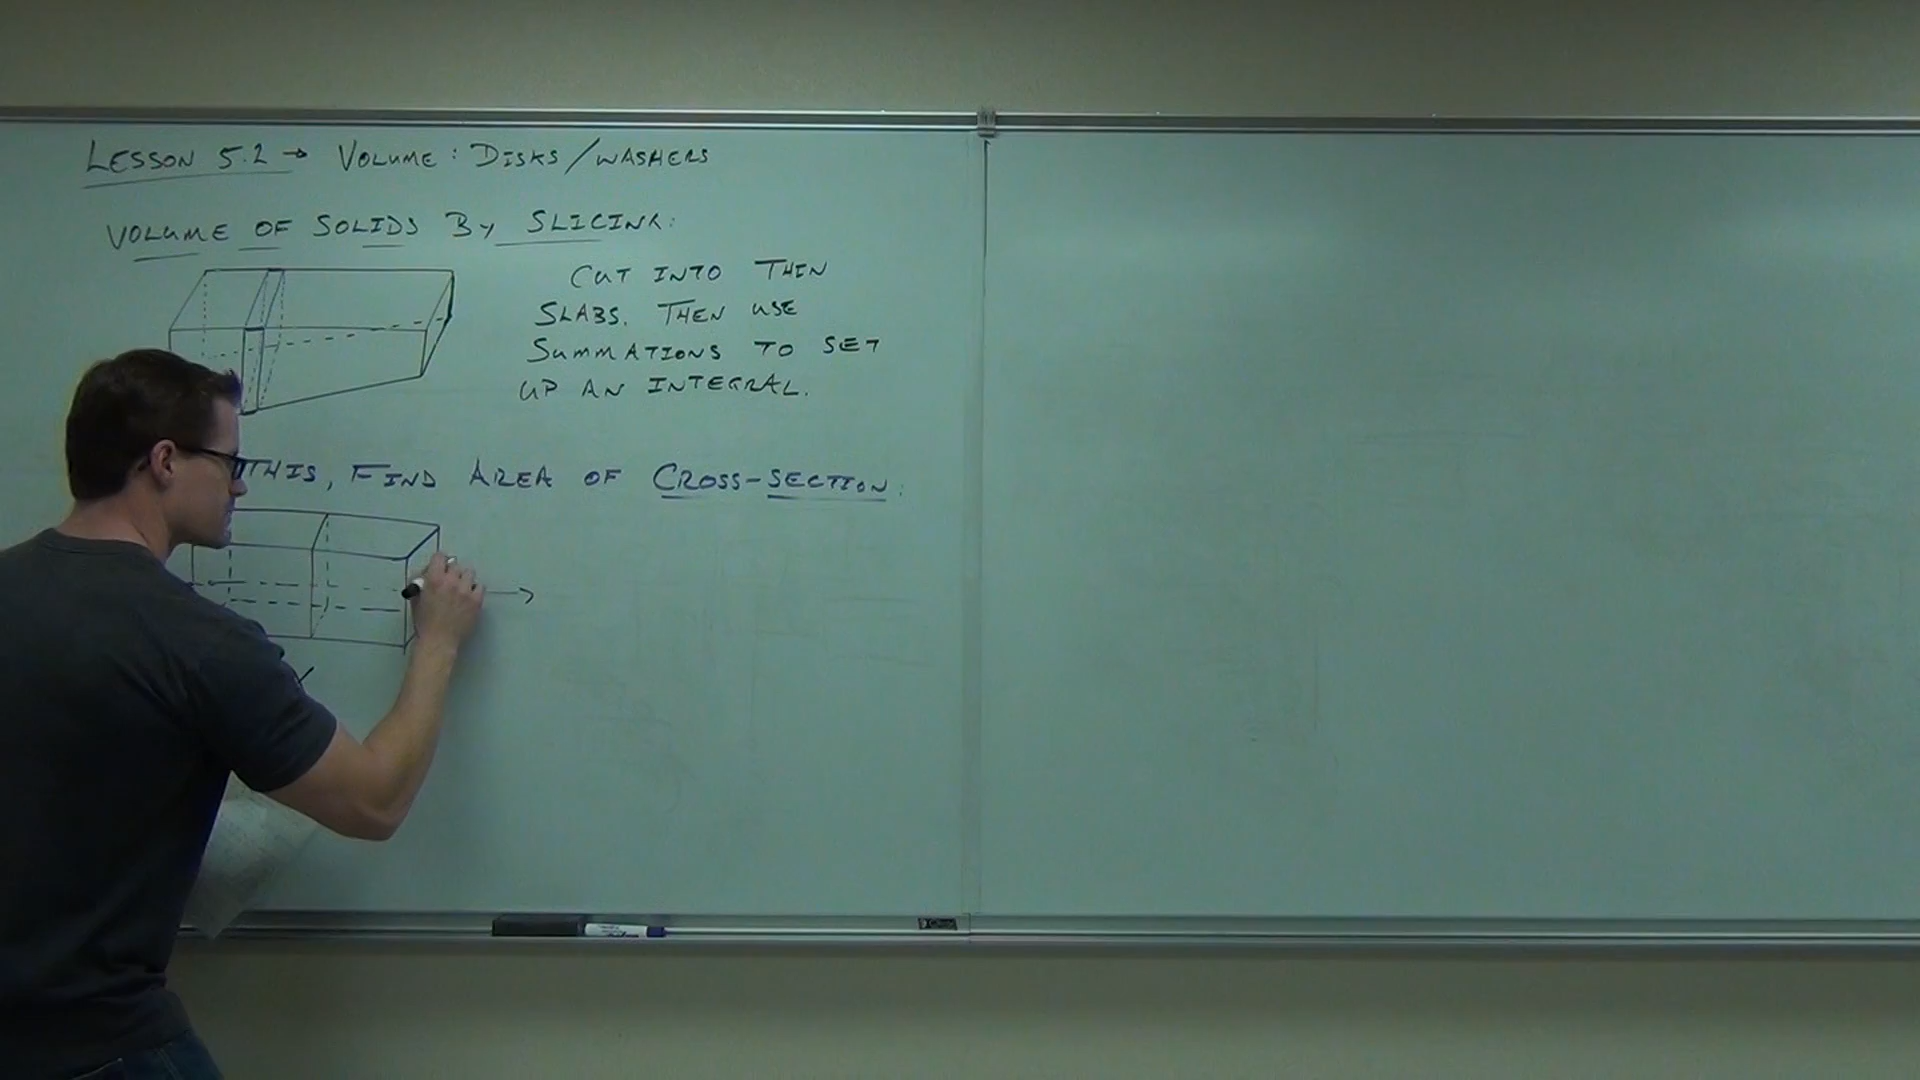 LESSON 5.2 → VOLUME: DISKS/WASHERS
VOLUME OF SOLIDS BY SLICING:
CUT INTO THIN
SLABS. THEN USE
SUMMATIONS TO SET
UP AN INTEGRAL.
THIS, FIND AREA OF CROSS-SECTION: